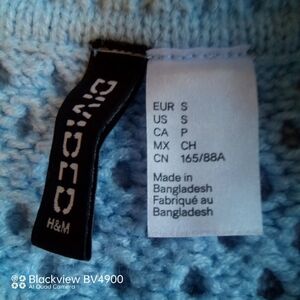 DIVIDED
H&M
EUR S
US S
CA P
MX CH
CN 165/88A
Made in
Bangladesh
Fabriqué au
Bangladesh
Blackview BV4900
AI Quad Camera